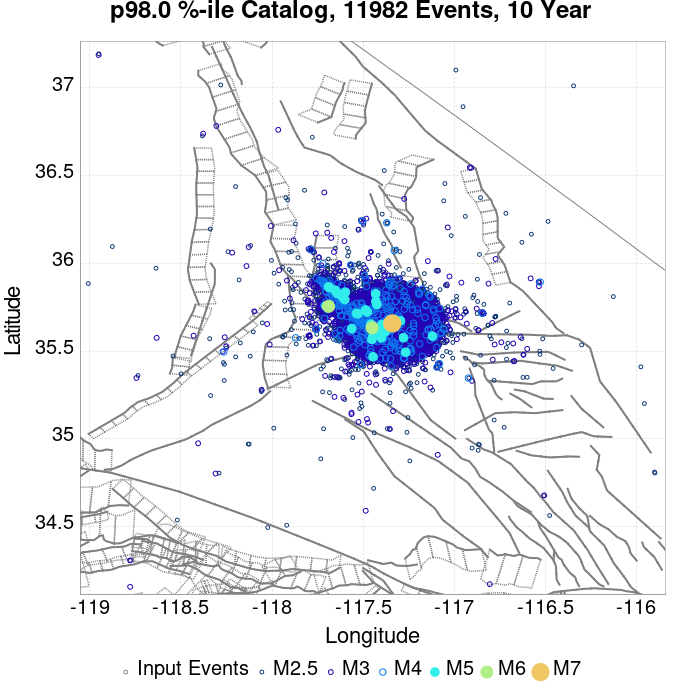 p98.0 %-ile Catalog, 11982 Events, 10 Year
37
36.5
36
35.5
35
34.5
Latitude
-119 -118.5 -118 -117.5 -117 -116.5 -116
Longitude
Input Events M2.5 M3 M4 M5 M6 M7